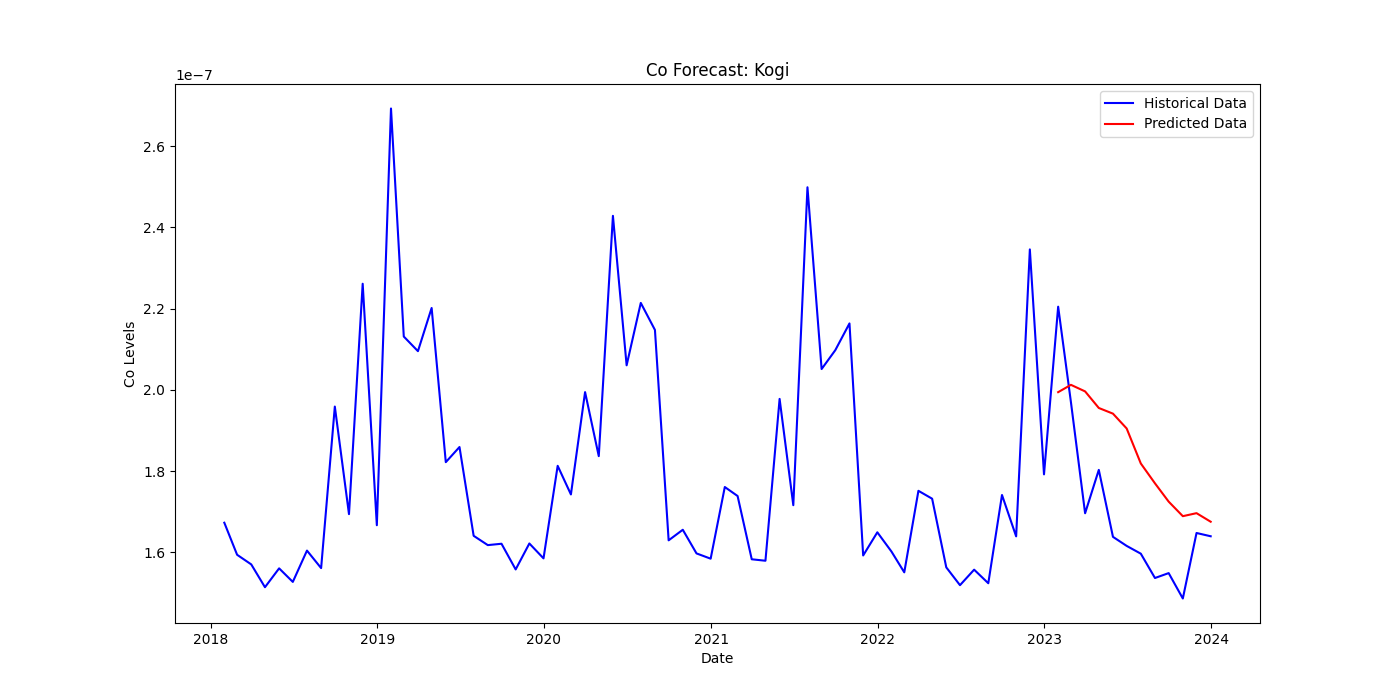 Co Forecast: Kogi
1e−7
Historical Data
Predicted Data
2.6
2.4
2.2
2.0
1.8
1.6
Co Levels
2018
2019
2020
2021
2022
2023
2024
Date